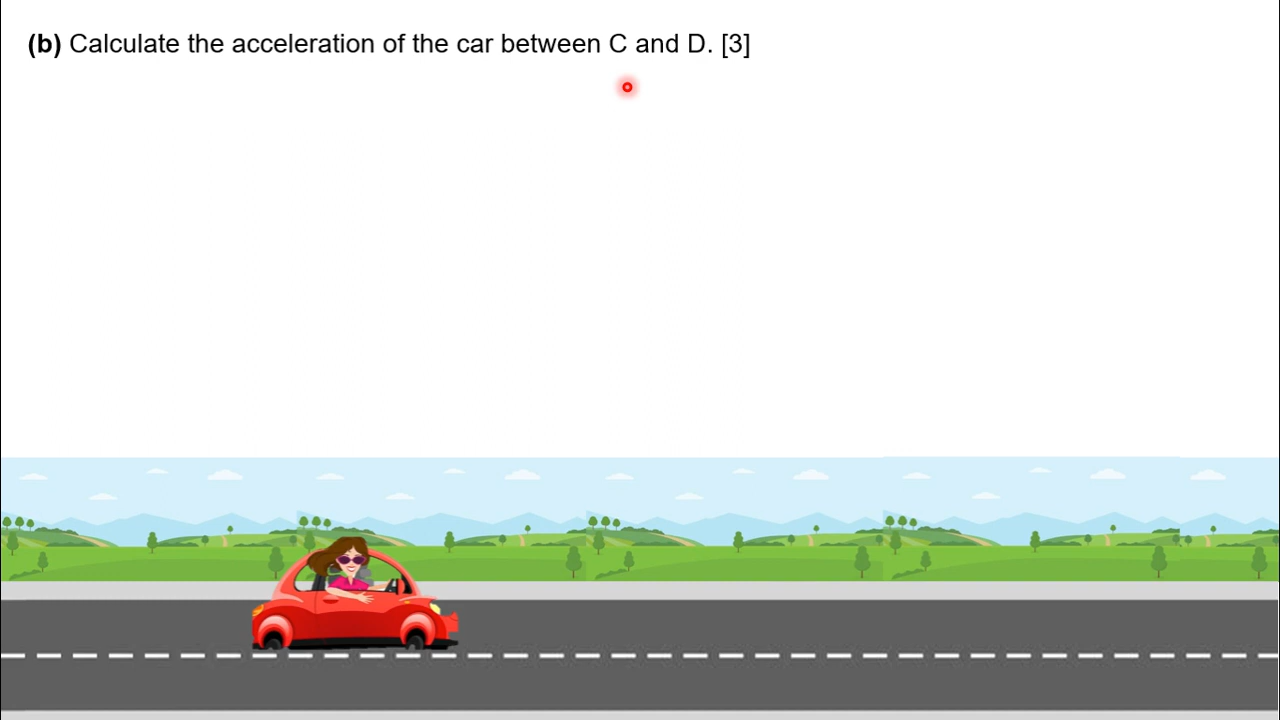 (b) Calculate the acceleration of the car between C and D. [3]